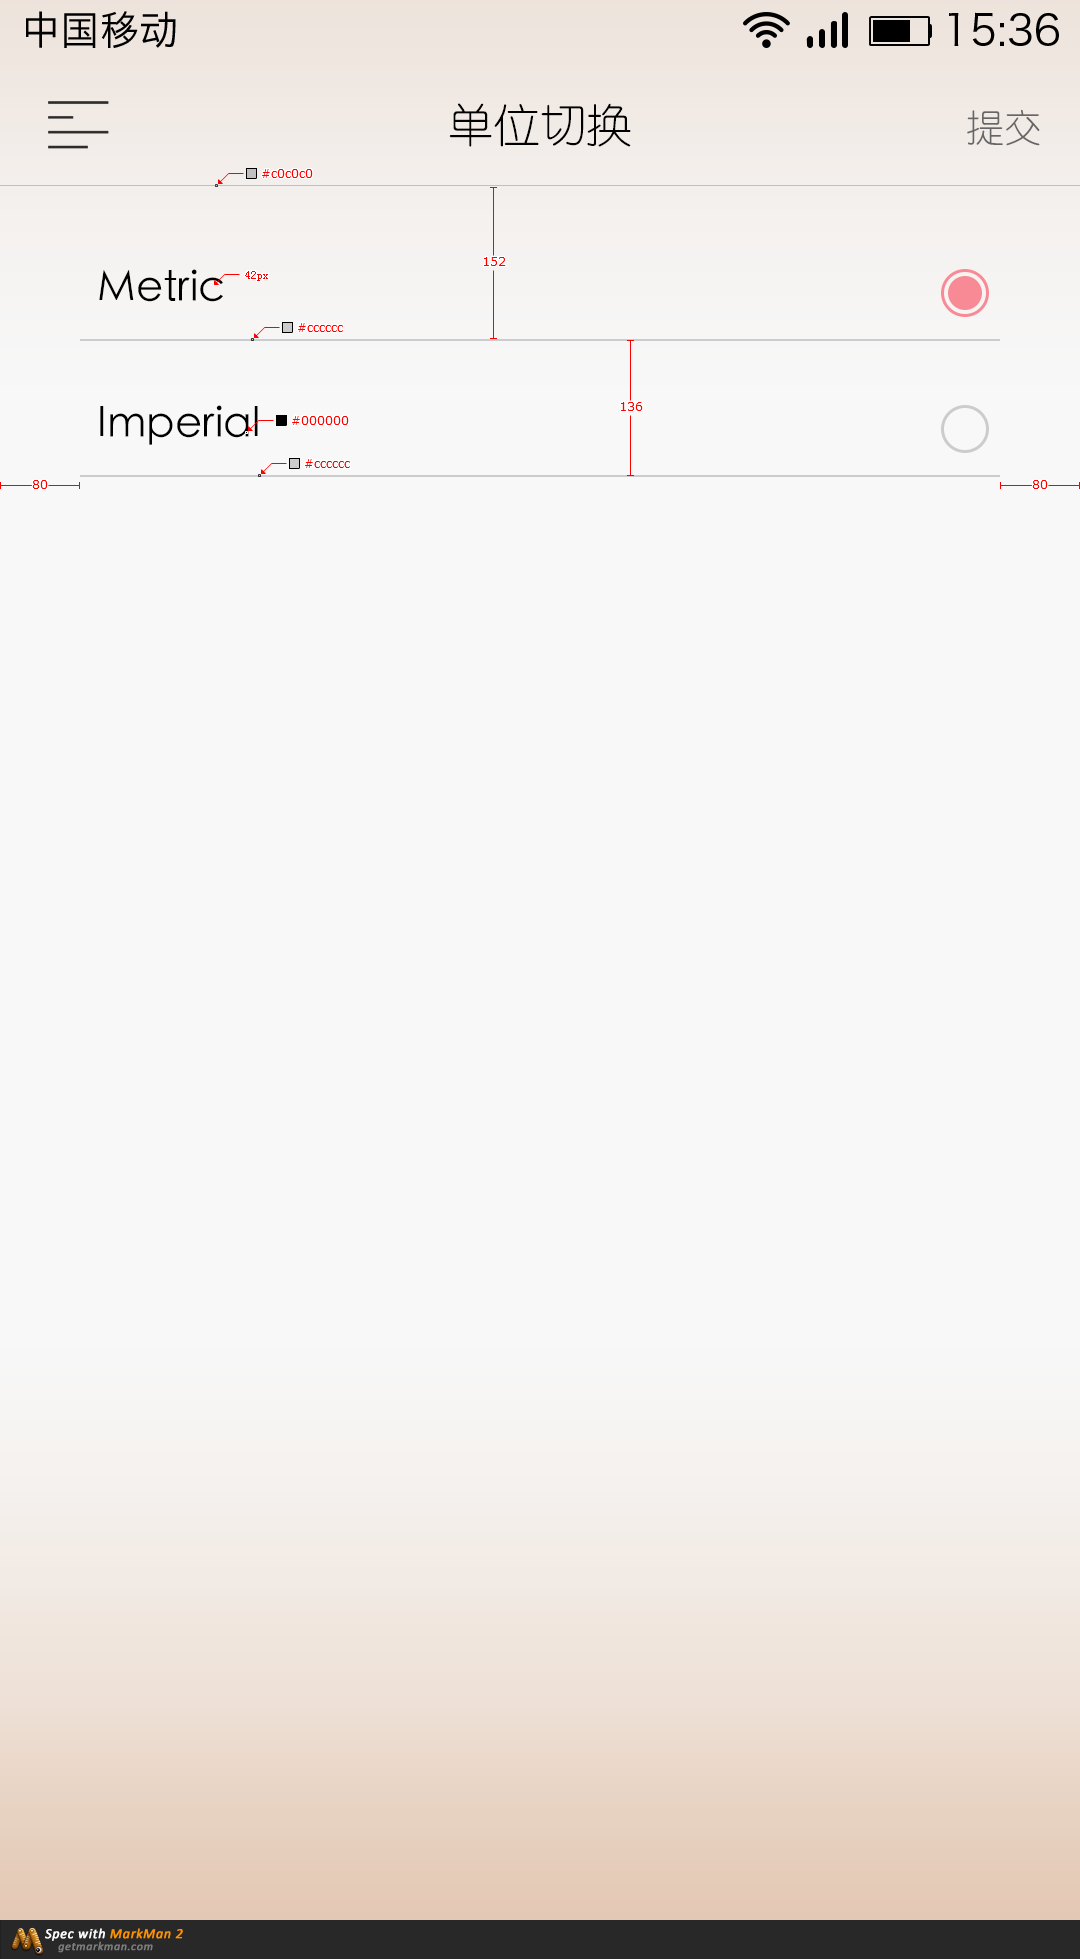 中国移动 15:36
单位切换 提交
#c0c0c0
152
Metric 42px
#cccccc
136
Imperial #000000
#cccccc
80 80
Spec with MarkMan 2
getmarkman.com